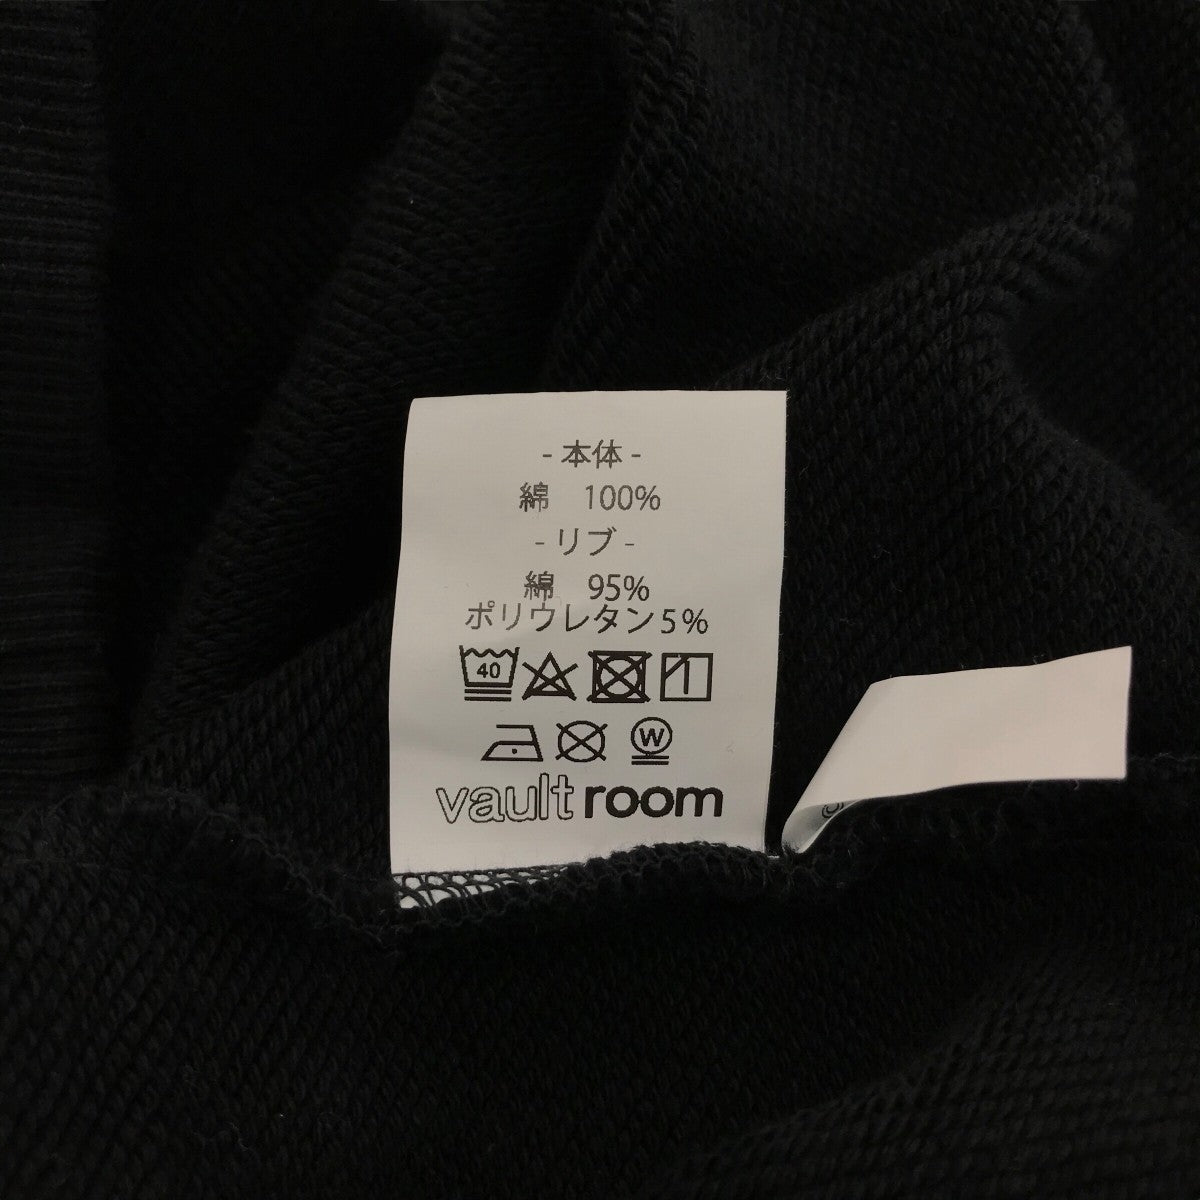 - 本体 -
綿 100%
- リブ -
綿 95%
ポリウレタン 5%
40
W
vault room